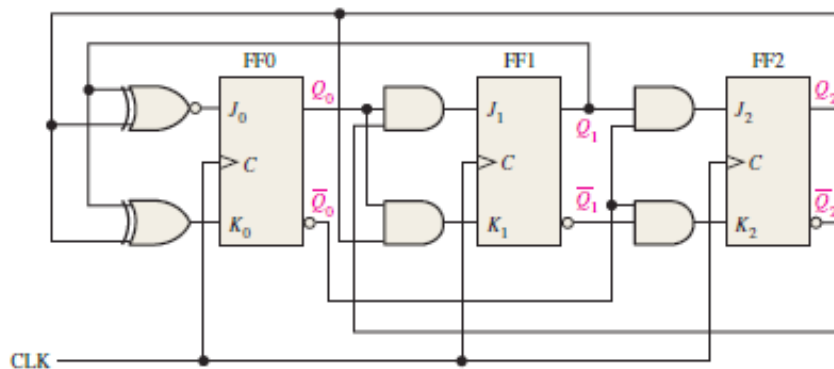 FF0 FF1 FF2
Q0 Q1 Q2
J0 J1 J2
C C C
Q̅0 Q̅1 Q̅2
K0 K1 K2
CLK